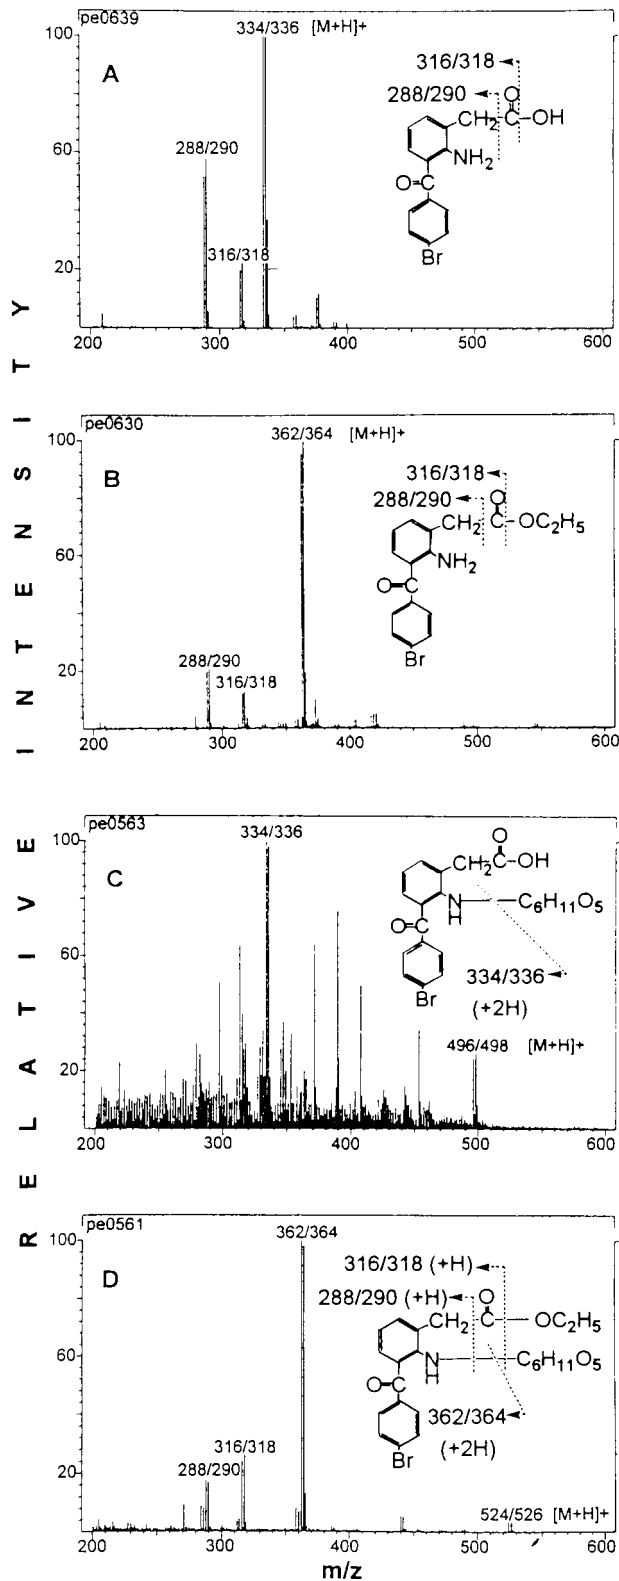 RELATIVE INTENSITY
pe0639
334/336 [M+H]+
100
A
316/318
288/290
O
CH2 C OH
NH2
O C
Br
60
288/290
316/318
20
200 300 400 500 600
pe0630
362/364 [M+H]+
100
B
316/318
288/290
O
CH2 C OC2H5
NH2
O C
Br
60
288/290
316/318
20
200 300 400 500 600
pe0563
334/336
100
C
O
CH2 C OH
N C6H11O5
H
O C
Br
60
334/336
(+2H)
496/498 [M+H]+
20
200 300 400 500 600
pe0561
362/364
100
D
316/318 (+H)
288/290 (+H)
O
CH2 C OC2H5
N C6H11O5
H
O C
Br
60
362/364
(+2H)
316/318
288/290
20
524/526 [M+H]+
200 300 400 500 600
m/z